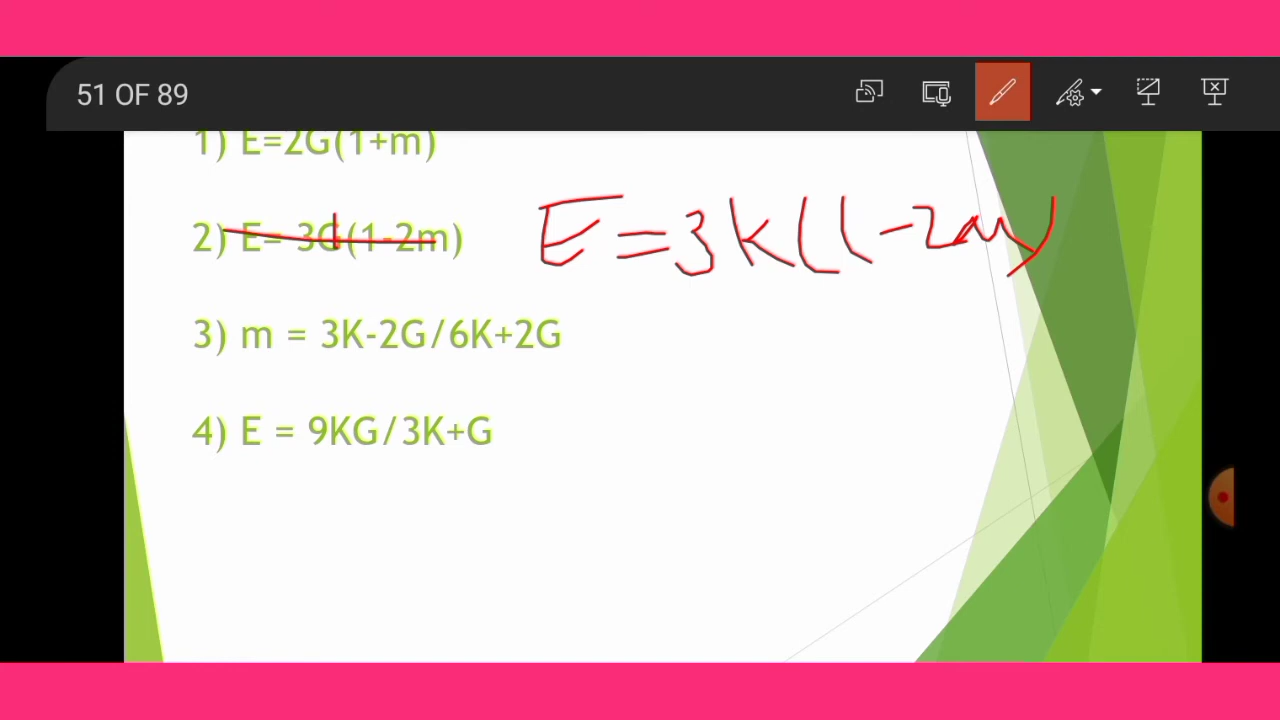 51 OF 89
1) E=2G(1+m)
2) E= 3G(1-2m)
E=3K(1-2m)
3) m = 3K-2G/6K+2G
4) E = 9KG/3K+G